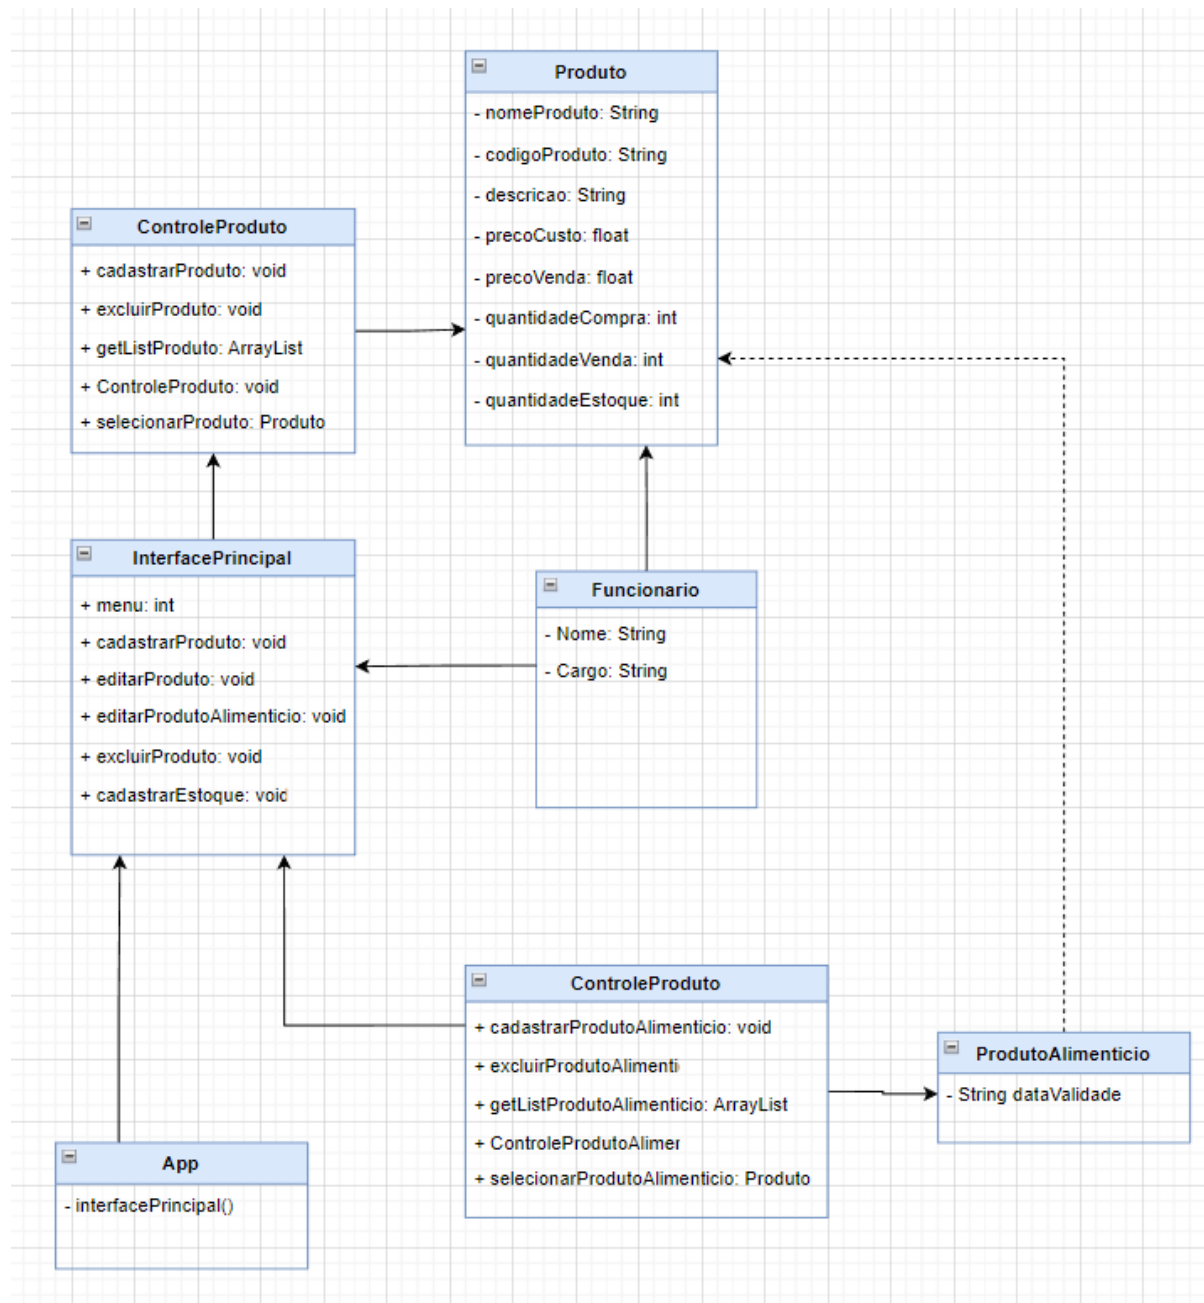 Produto
- nomeProduto: String
- codigoProduto: String
- descricao: String
- precoCusto: float
- precoVenda: float
- quantidadeCompra: int
- quantidadeVenda: int
- quantidadeEstoque: int
ControleProduto
+ cadastrarProduto: void
+ excluirProduto: void
+ getListProduto: ArrayList
+ ControleProduto: void
+ selecionarProduto: Produto
InterfacePrincipal
+ menu: int
+ cadastrarProduto: void
+ editarProduto: void
+ editarProdutoAlimenticio: void
+ excluirProduto: void
+ cadastrarEstoque: void
Funcionario
- Nome: String
- Cargo: String
ControleProduto
+ cadastrarProdutoAlimenticio: void
+ excluirProdutoAlimenti
+ getListProdutoAlimenticio: ArrayList
+ ControleProdutoAlimer
+ selecionarProdutoAlimenticio: Produto
ProdutoAlimenticio
- String dataValidade
App
- interfacePrincipal()